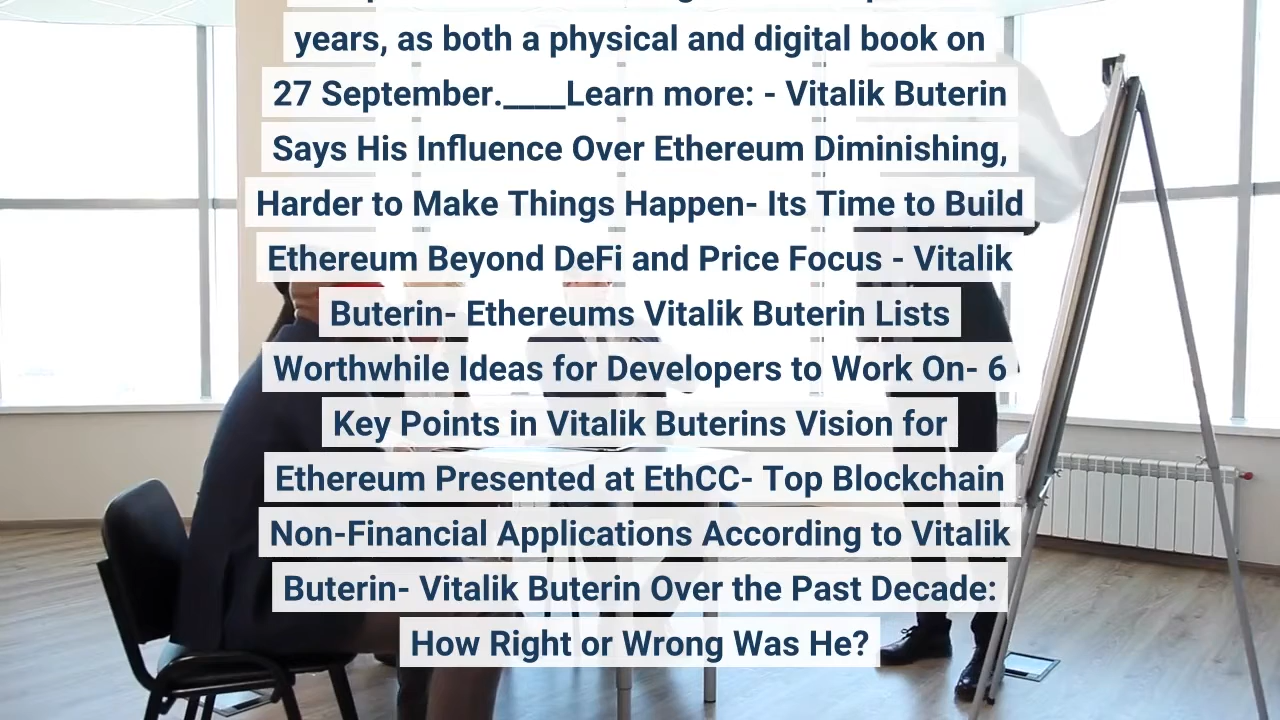 years, as both a physical and digital book on
27 September.____Learn more: - Vitalik Buterin
Says His Influence Over Ethereum Diminishing,
Harder to Make Things Happen- Its Time to Build
Ethereum Beyond DeFi and Price Focus - Vitalik
Buterin- Ethereums Vitalik Buterin Lists
Worthwhile Ideas for Developers to Work On- 6
Key Points in Vitalik Buterins Vision for
Ethereum Presented at EthCC- Top Blockchain
Non-Financial Applications According to Vitalik
Buterin- Vitalik Buterin Over the Past Decade:
How Right or Wrong Was He?